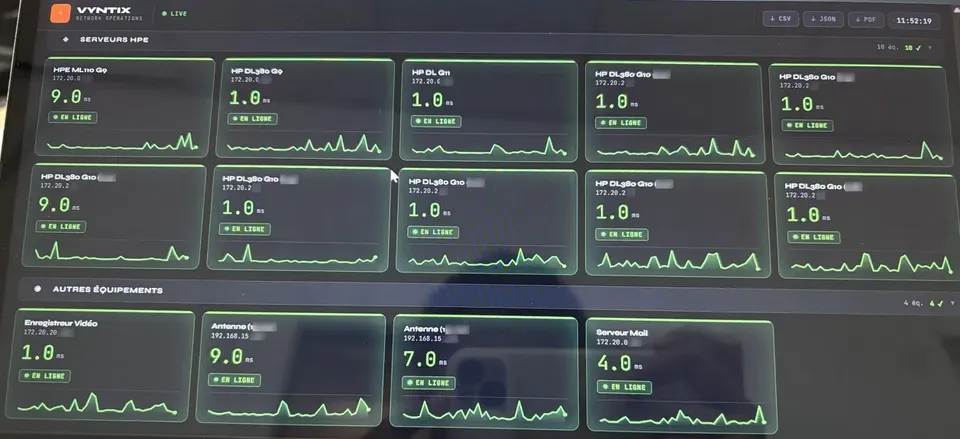 VYNTIX
NETWORK OPERATIONS
LIVE
↓ CSV
↓ JSON
↓ PDF
11:52:19
SERVEURS HPE
10 éq. 10 ✓
HPE ML110 G9
172.20.0
9.0 ms
EN LIGNE
HP DL380 G9
172.20.0
1.0 ms
EN LIGNE
HP DL G11
172.20.0
1.0 ms
EN LIGNE
HP DL380 G10
172.20.2
1.0 ms
EN LIGNE
HP DL380 G10
172.20.2
1.0 ms
EN LIGNE
HP DL380 G10 (
172.20.2
9.0 ms
EN LIGNE
HP DL380 G10
172.20.2
1.0 ms
EN LIGNE
HP DL380 G10
172.20.2
1.0 ms
EN LIGNE
HP DL380 G10 (
172.20.2
1.0 ms
EN LIGNE
HP DL380 G10 (
172.20.2
1.0 ms
EN LIGNE
AUTRES ÉQUIPEMENTS
4 éq. 4 ✓
Enregistreur Vidéo
172.20.20
1.0 ms
EN LIGNE
Antenne (1
192.168.15
9.0 ms
EN LIGNE
Antenne (1
192.168.15
7.0 ms
EN LIGNE
Serveur Mail
172.20.0
4.0 ms
EN LIGNE